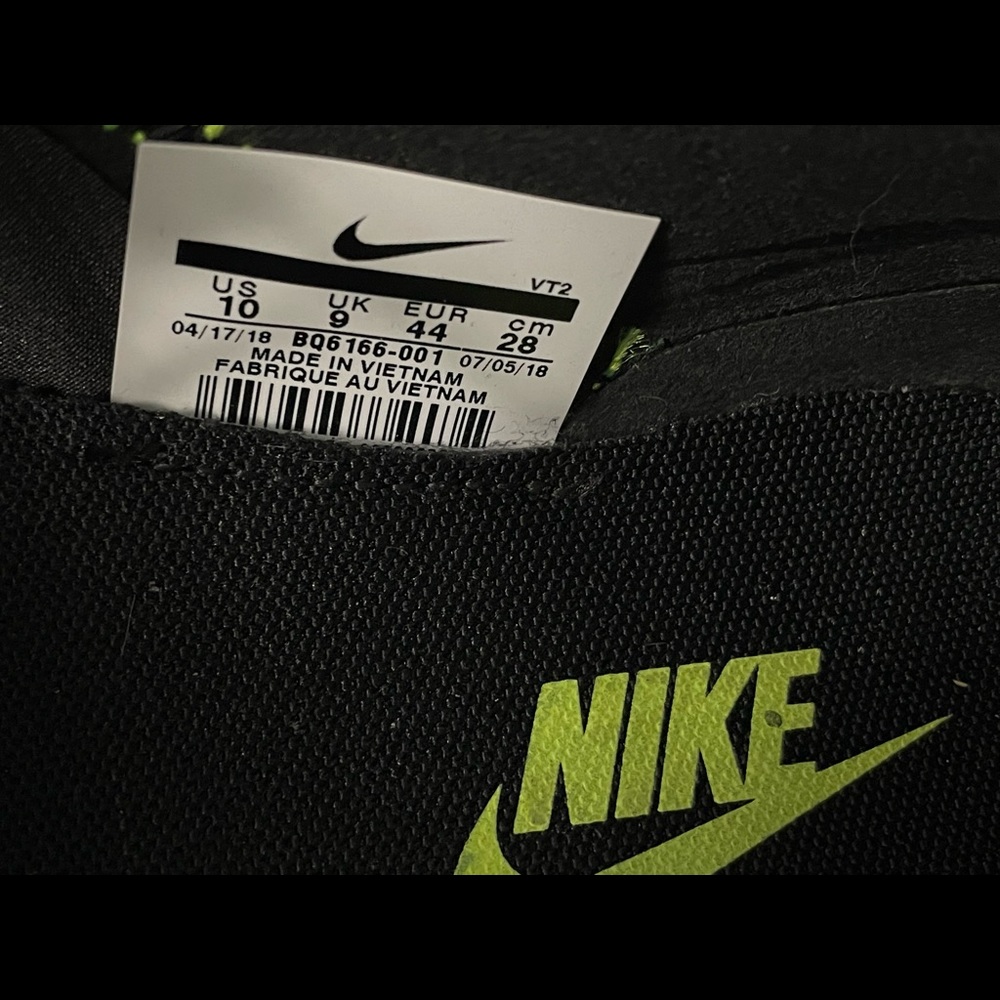 VT2
US UK EUR cm
10 9 44 28
04/17/18 BQ6166-001 07/05/18
MADE IN VIETNAM
FABRIQUE AU VIETNAM
NIKE